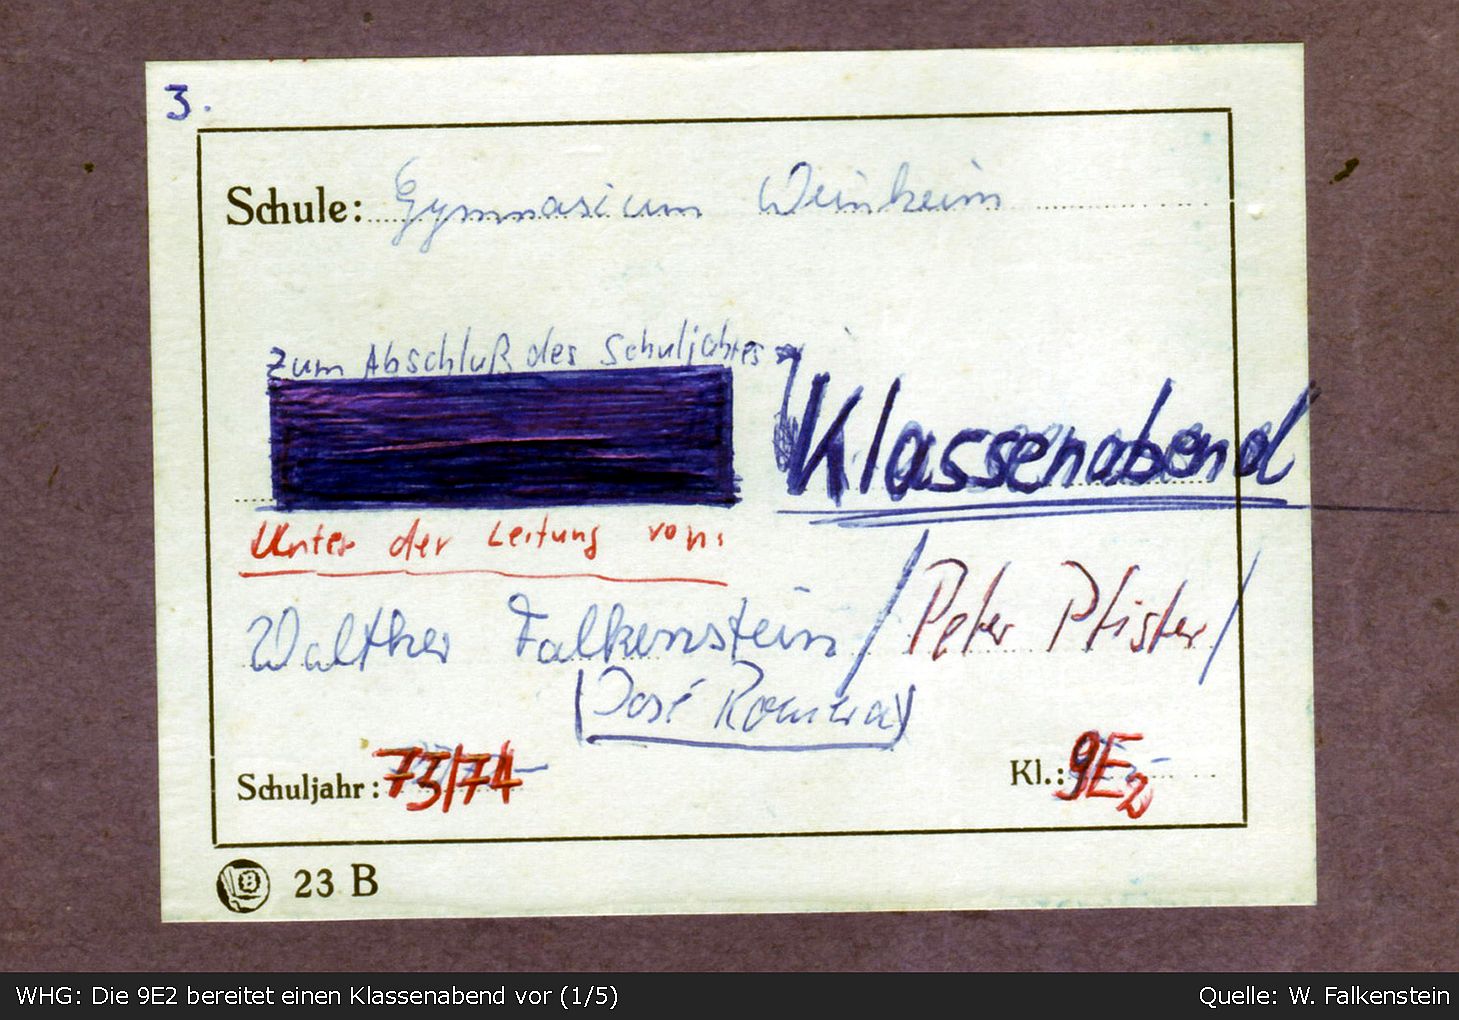 3.
Schule: Gymnasium Weinheim
Zum Abschluß des Schuljahres
Klassenabend
Unter der Leitung von:
Walther Falkenstein / Peter Pfister /
(José Romera)
Schuljahr: 73/74 Kl.: 9E2
23 B
WHG: Die 9E2 bereitet einen Klassenabend vor (1/5) Quelle: W. Falkenstein